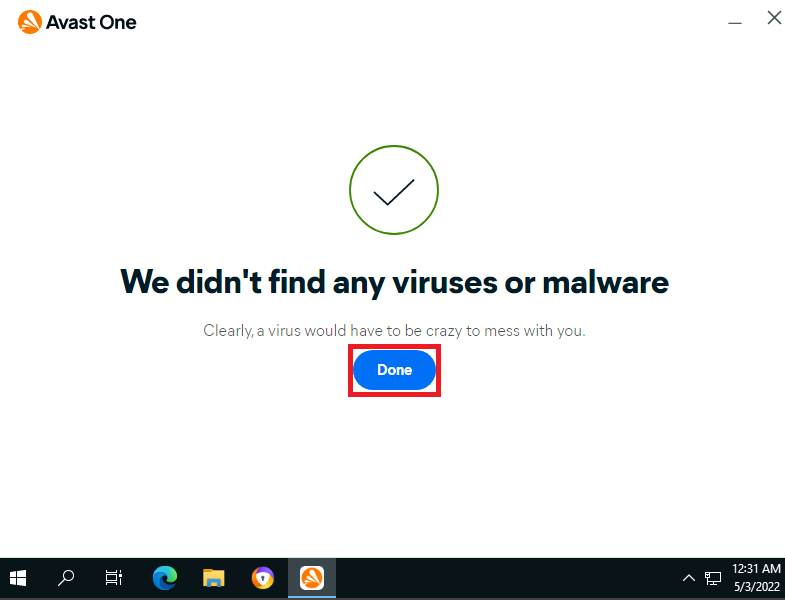 Avast One
We didn't find any viruses or malware
Clearly, a virus would have to be crazy to mess with you.
Done
12:31 AM
5/3/2022